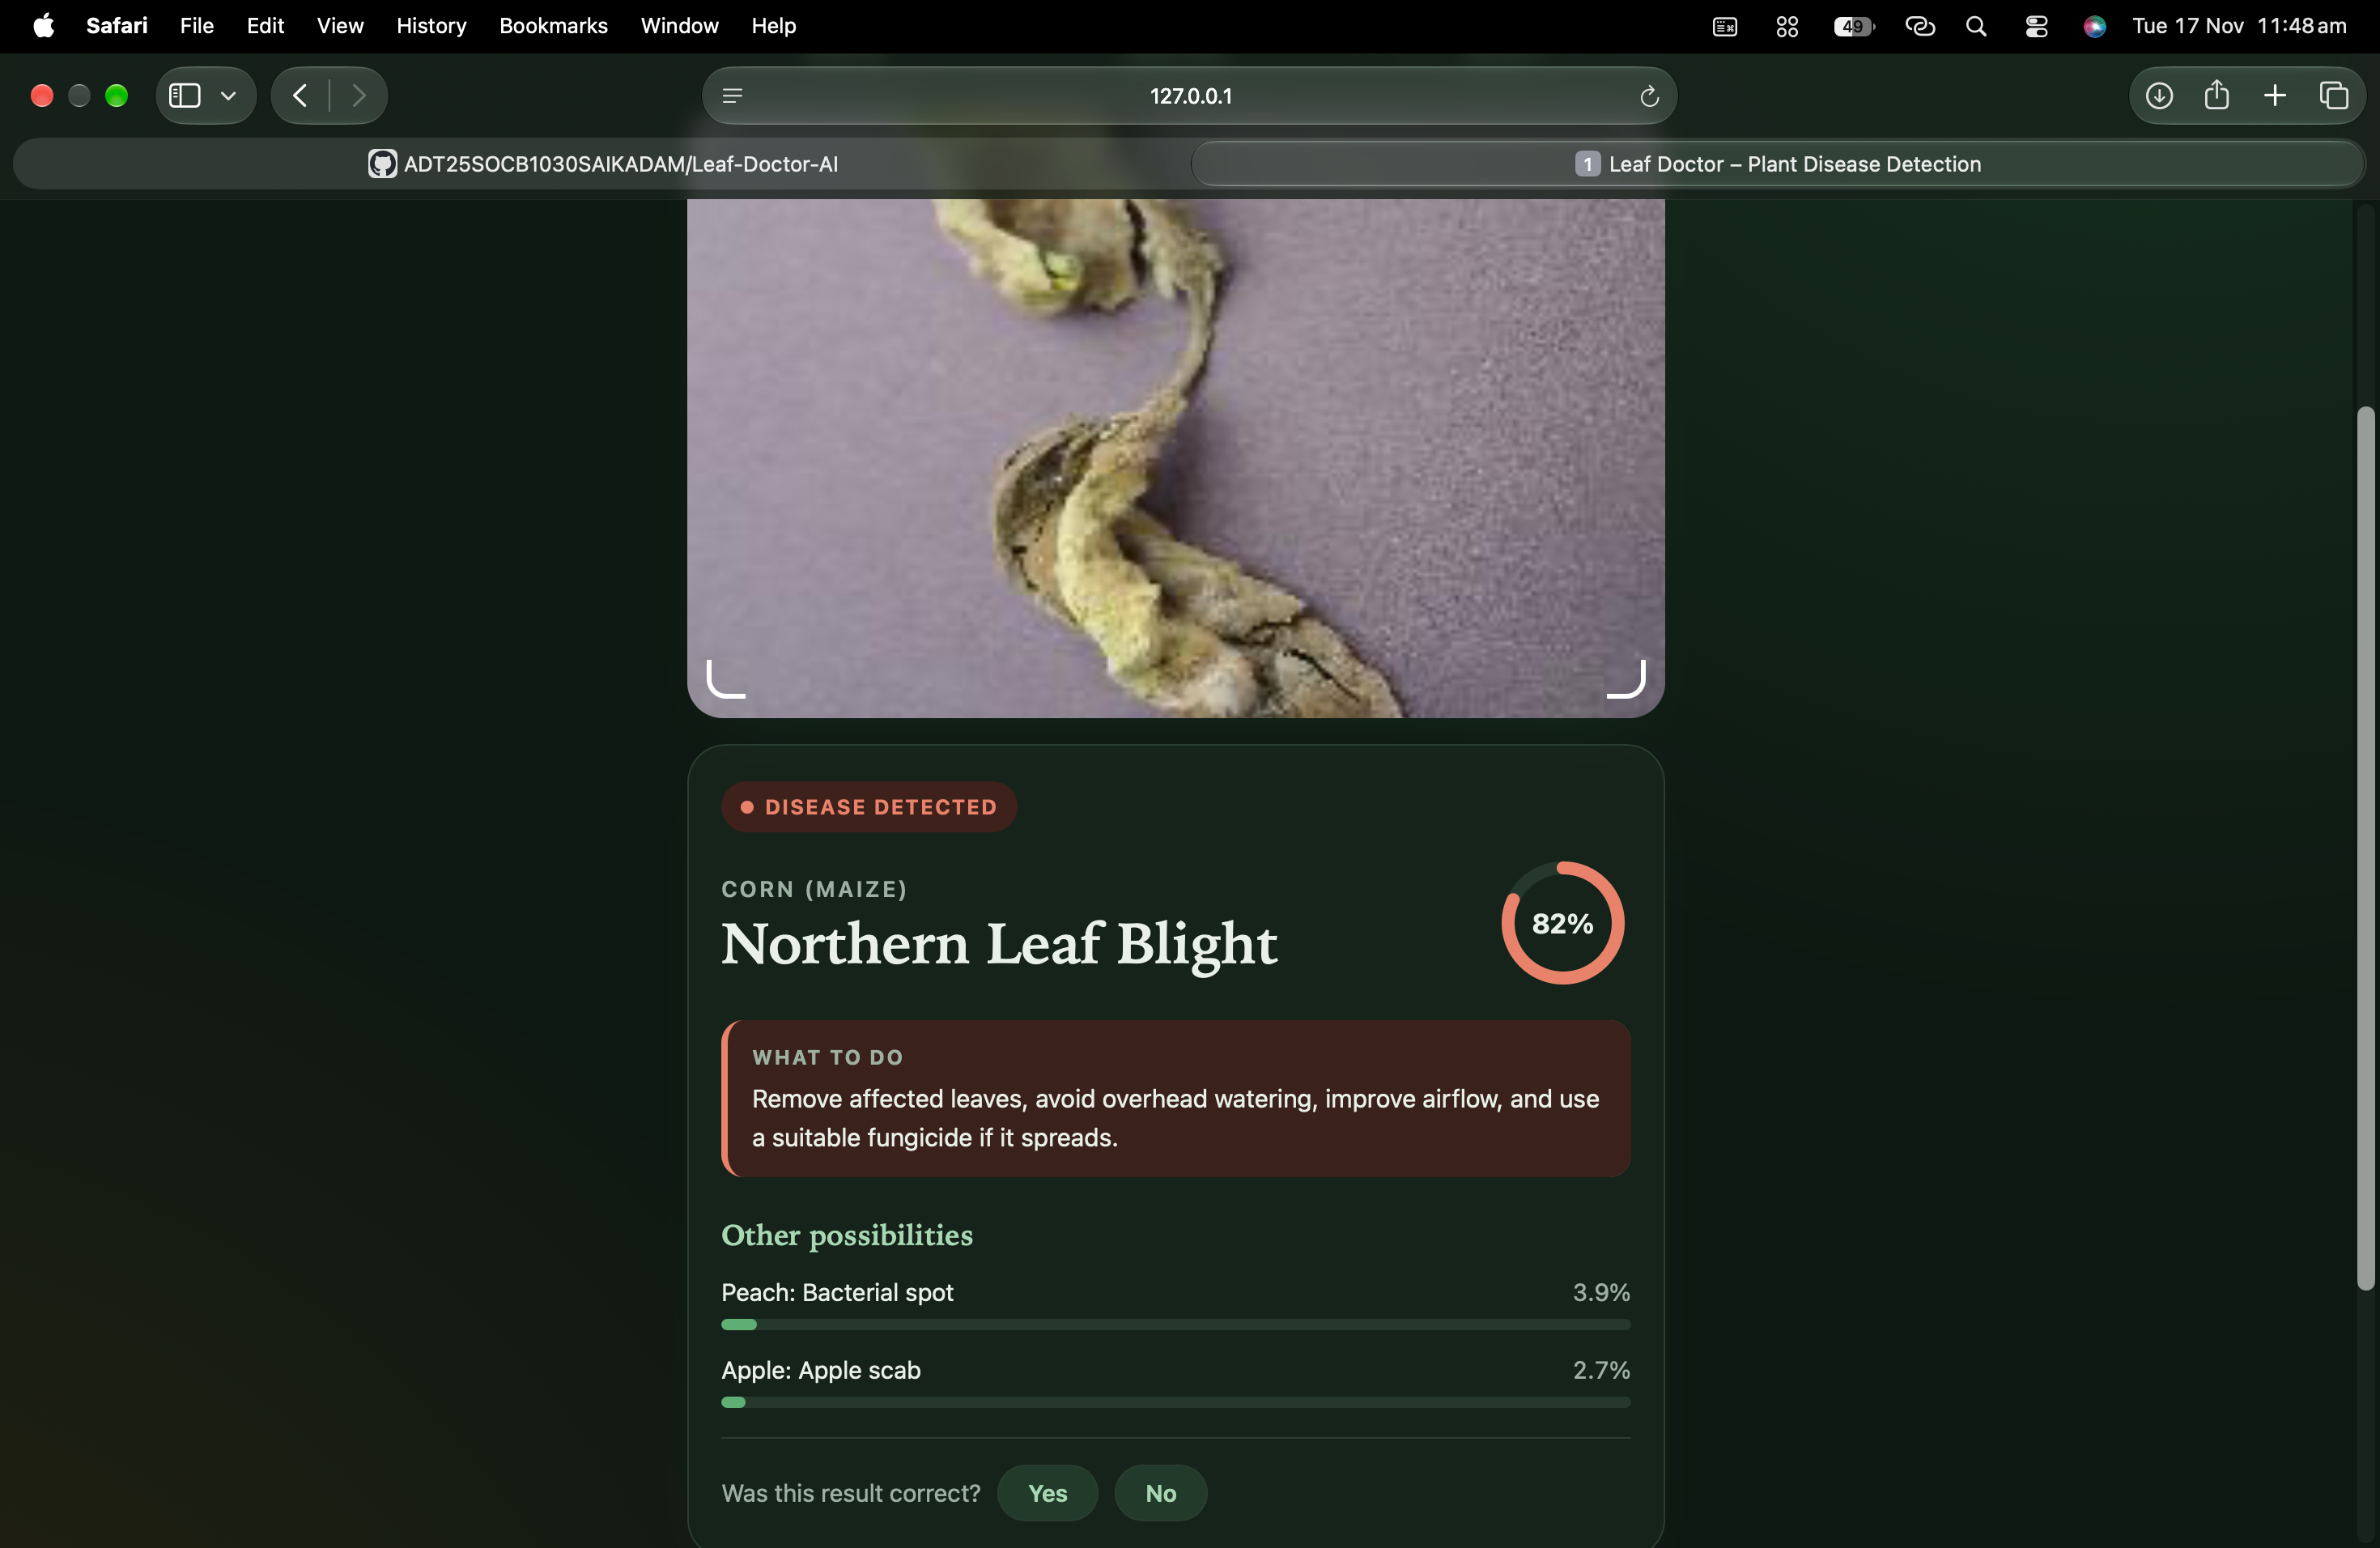 Safari File Edit View History Bookmarks Window Help 49 Tue 17 Nov 11:48 am
127.0.0.1
ADT25SOCB1030SAIKADAM/Leaf-Doctor-AI 1 Leaf Doctor – Plant Disease Detection
DISEASE DETECTED
CORN (MAIZE)
Northern Leaf Blight
82%
WHAT TO DO
Remove affected leaves, avoid overhead watering, improve airflow, and use
a suitable fungicide if it spreads.
Other possibilities
Peach: Bacterial spot 3.9%
Apple: Apple scab 2.7%
Was this result correct? Yes No